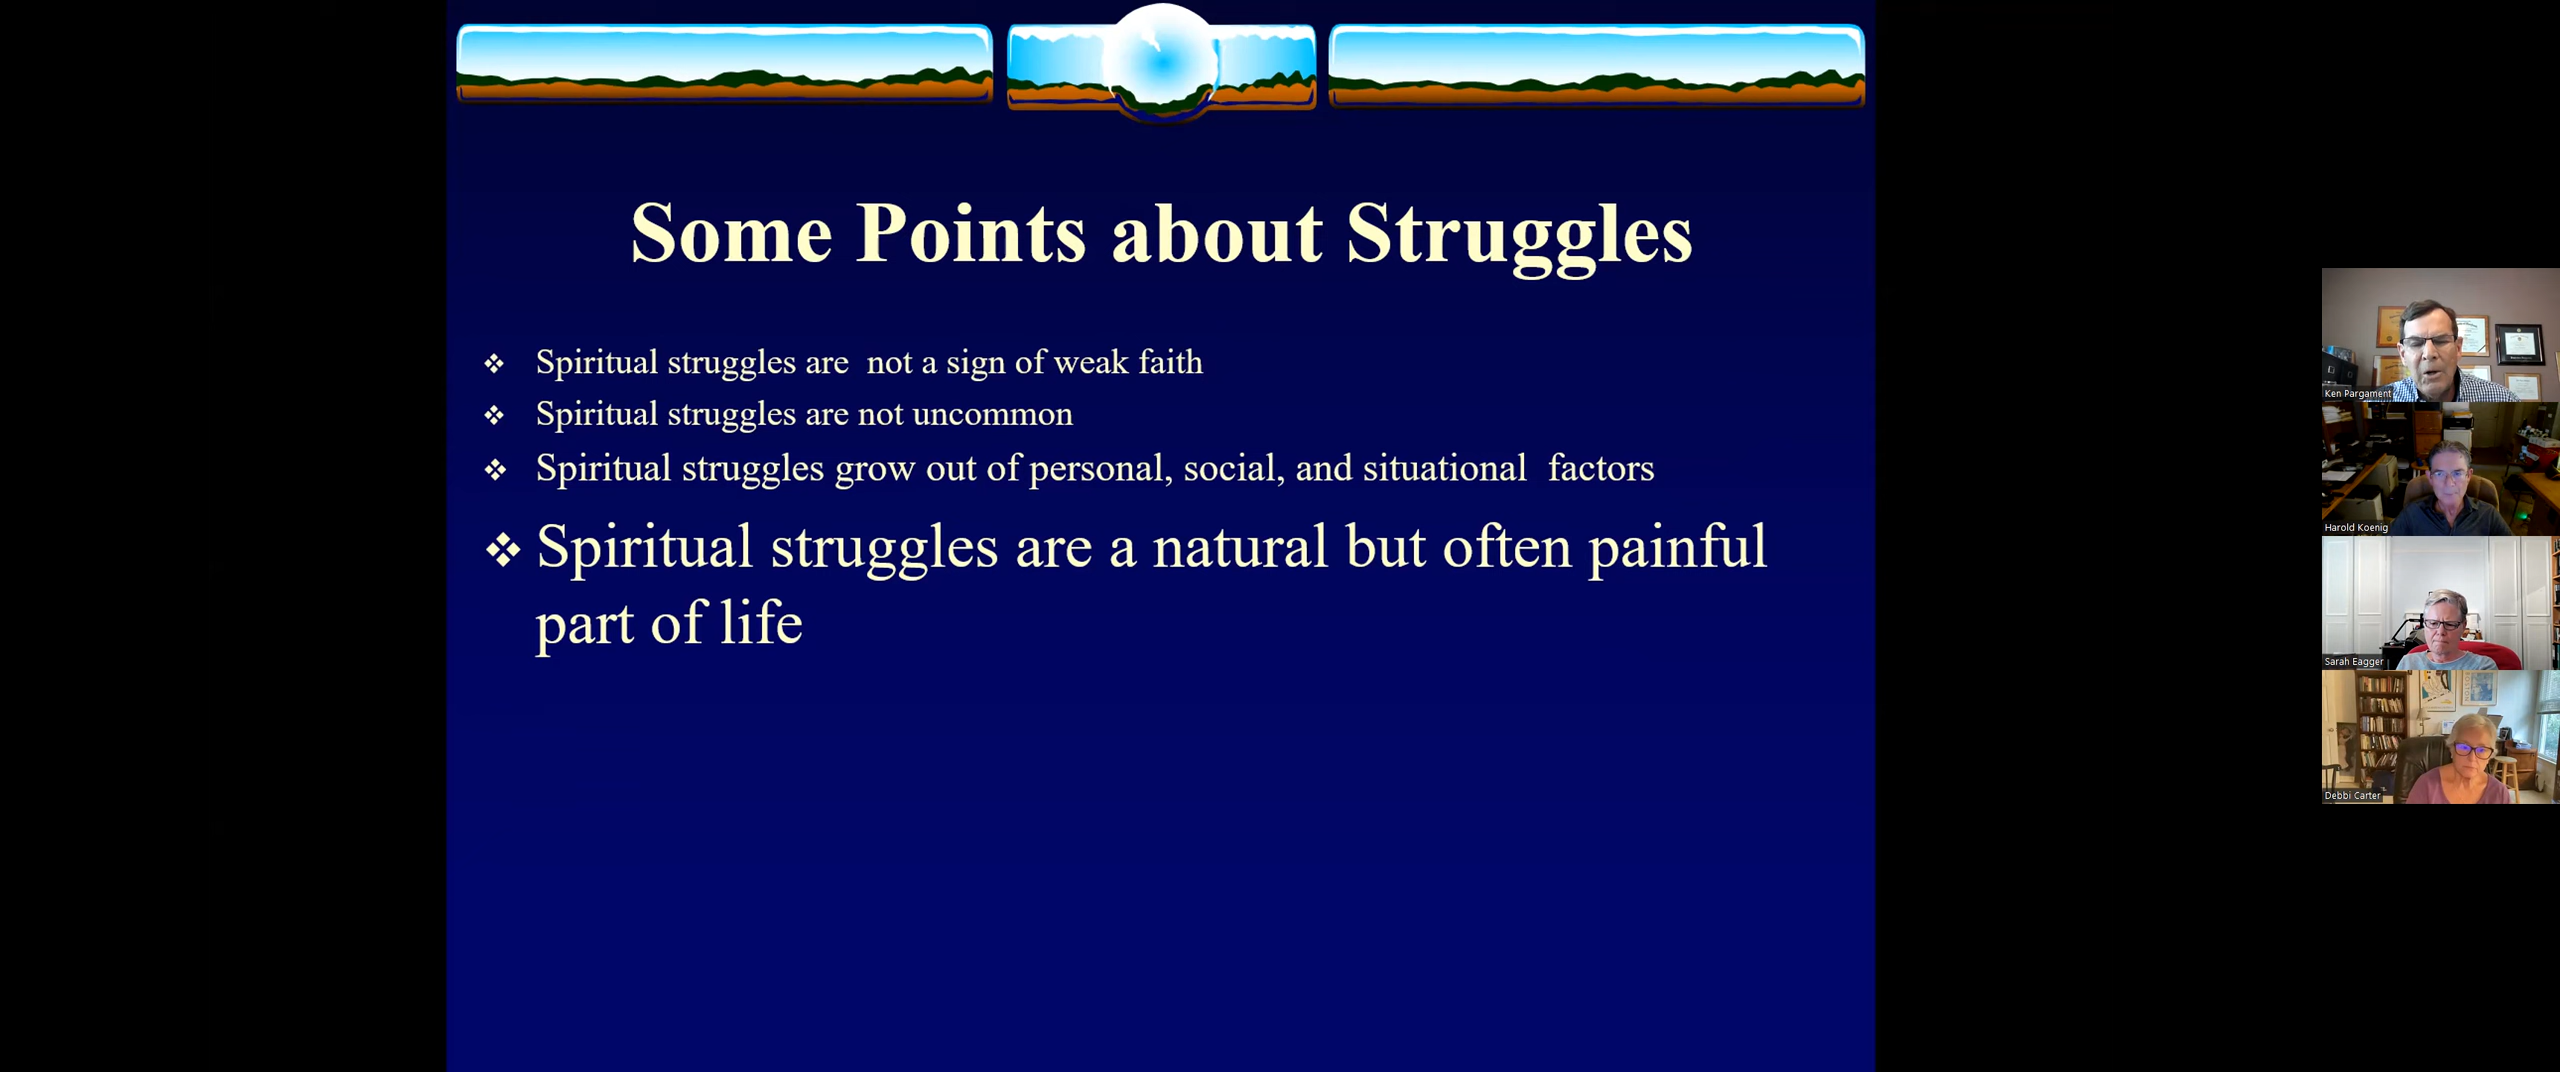 Some Points about Struggles
❖ Spiritual struggles are  not a sign of weak faith
❖ Spiritual struggles are not uncommon
❖ Spiritual struggles grow out of personal, social, and situational  factors
❖ Spiritual struggles are a natural but often painful
part of life
Ken Pargament
Harold Koenig
Sarah Eagger
Debbi Carter